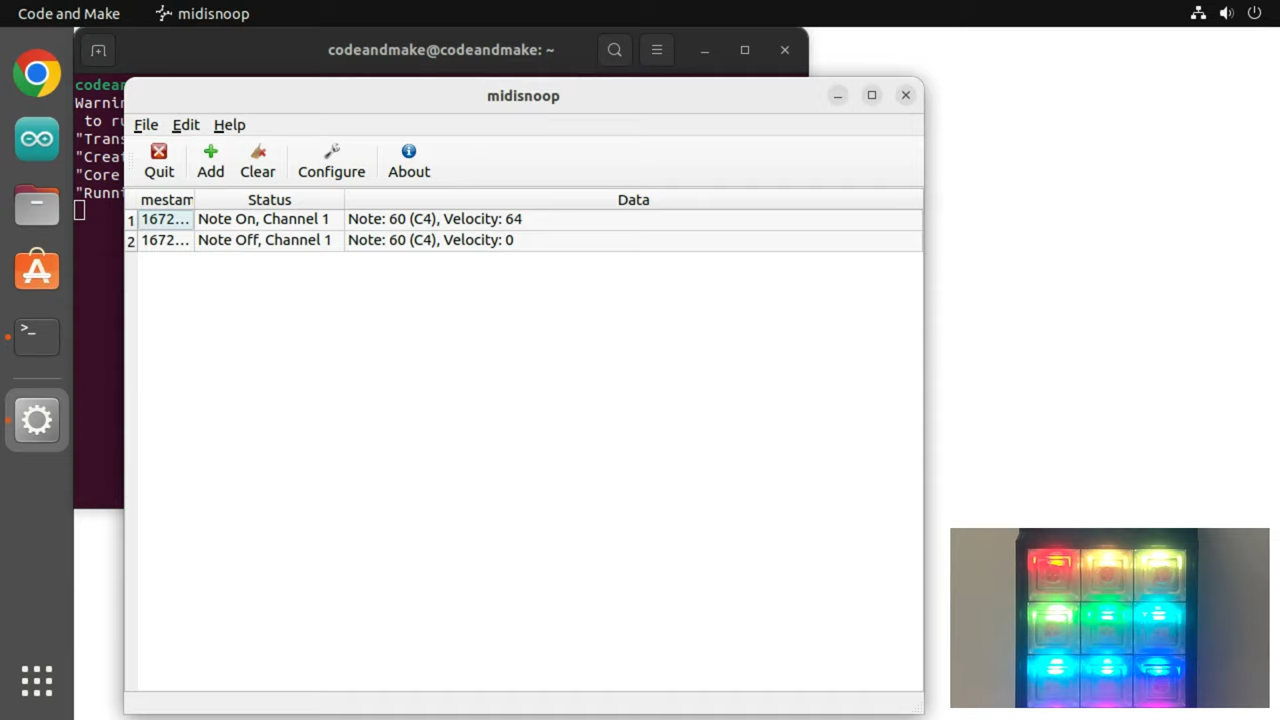 Code and Make midisnoop
codeandmake@codeandmake: ~
codear
Warnin
to ru
"Trans
"Creat
"Core
"Runni
midisnoop
File Edit Help
Quit Add Clear Configure About
mestam Status Data
1 1672... Note On, Channel 1 Note: 60 (C4), Velocity: 64
2 1672... Note Off, Channel 1 Note: 60 (C4), Velocity: 0